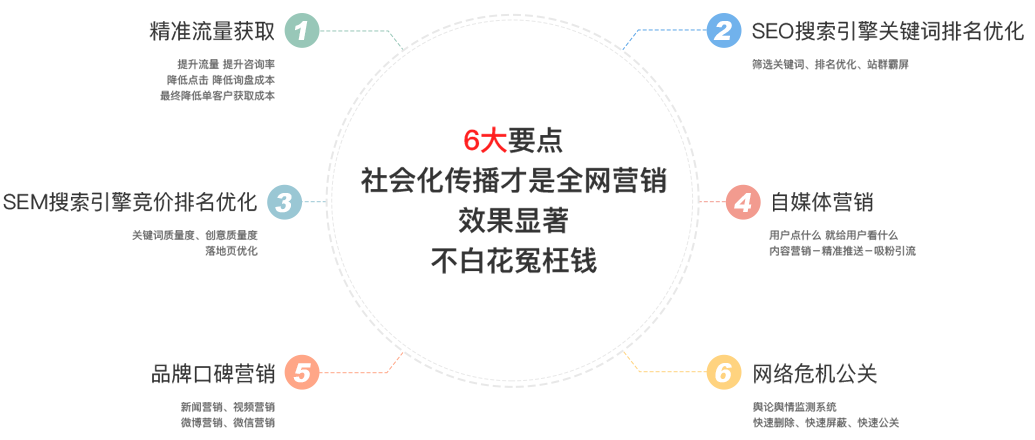 精准流量获取
1
提升流量 提升咨询率
降低点击 降低询盘成本
最终降低单客户获取成本
2
SEO搜索引擎关键词排名优化
筛选关键词、排名优化、站群霸屏
6大要点
社会化传播才是全网营销
效果显著
不白花冤枉钱
SEM搜索引擎竞价排名优化
3
关键词质量度、创意质量度
落地页优化
4
自媒体营销
用户点什么 就给用户看什么
内容营销－精准推送－吸粉引流
品牌口碑营销
5
新闻营销、视频营销
微博营销、微信营销
6
网络危机公关
舆论舆情监测系统
快速删除、快速屏蔽、快速公关